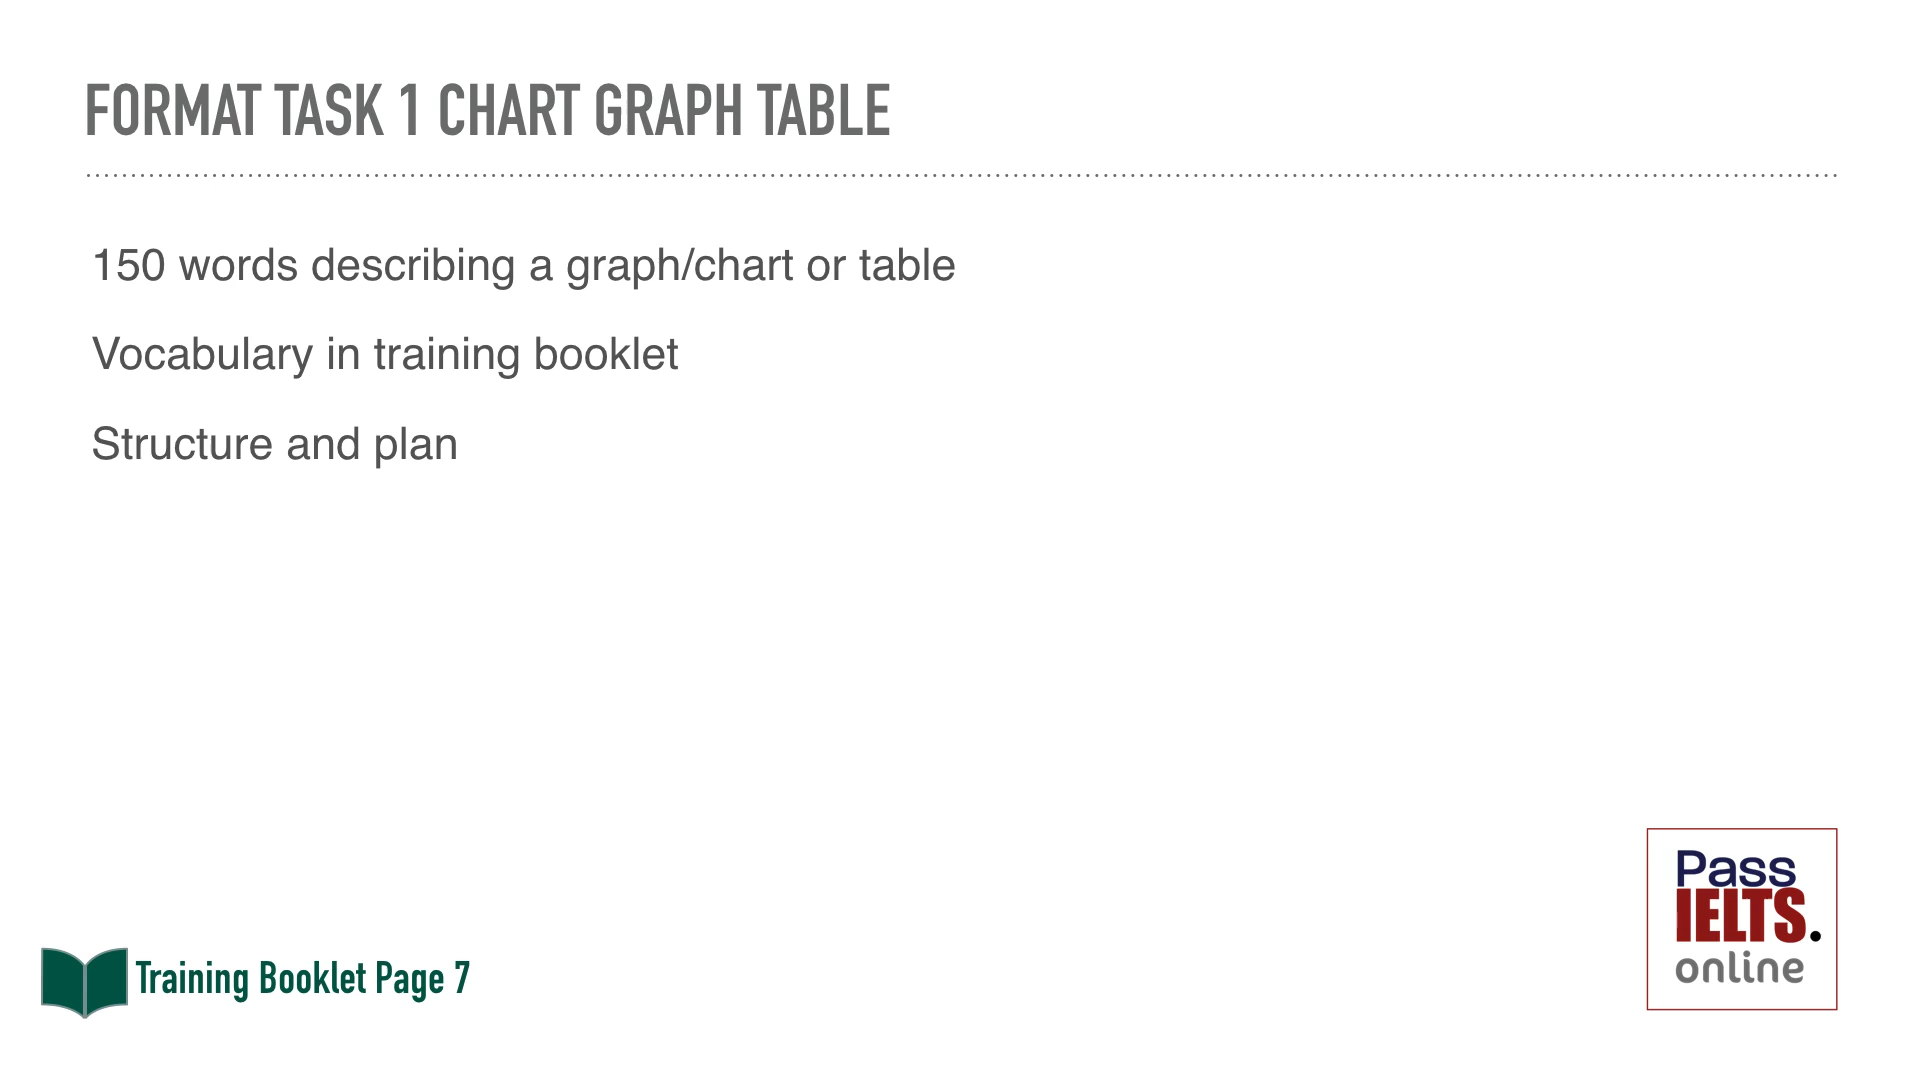 FORMAT TASK 1 CHART GRAPH TABLE
150 words describing a graph/chart or table
Vocabulary in training booklet
Structure and plan
Training Booklet Page 7
Pass
IELTS.
online